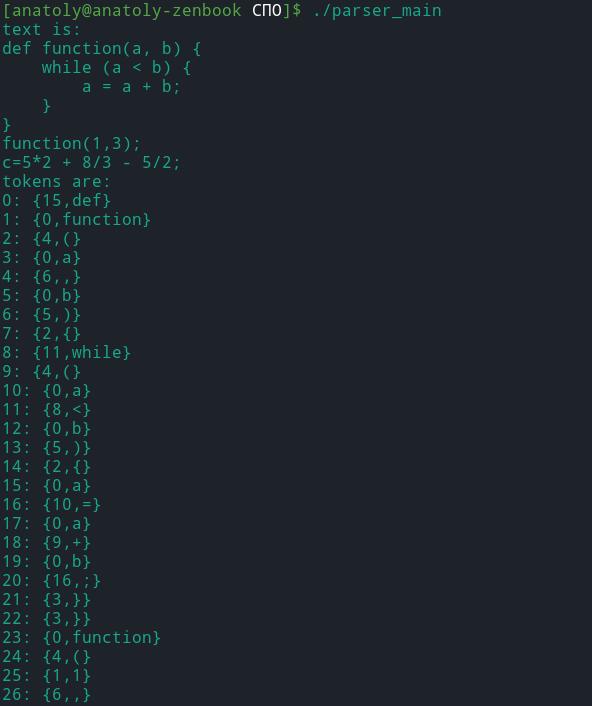 [anatoly@anatoly-zenbook СПО]$ ./parser_main
text is:
def function(a, b) {
    while (a < b) {
        a = a + b;
    }
}
function(1,3);
c=5*2 + 8/3 - 5/2;
tokens are:
0: {15,def}
1: {0,function}
2: {4,(}
3: {0,a}
4: {6,,}
5: {0,b}
6: {5,)}
7: {2,{}
8: {11,while}
9: {4,(}
10: {0,a}
11: {8,<}
12: {0,b}
13: {5,)}
14: {2,{}
15: {0,a}
16: {10,=}
17: {0,a}
18: {9,+}
19: {0,b}
20: {16,;}
21: {3,}}
22: {3,}}
23: {0,function}
24: {4,(}
25: {1,1}
26: {6,,}